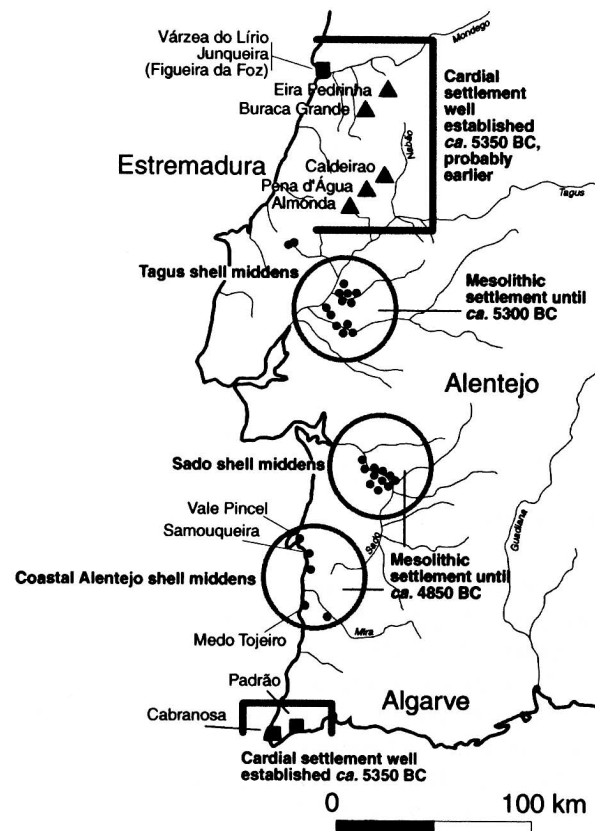 Várzea do Lírio
Junqueira
(Figueira da Foz)
Mondego
Eira Pedrinha
Buraca Grande
Cardial
settlement
well
established
ca. 5350 BC,
probably
earlier
Nabão
Estremadura
Caldeirao
Pena d'Água
Almonda
Tagus
Tagus shell middens
Mesolithic
settlement until
ca. 5300 BC
Alentejo
Sado shell middens
Guadiana
Vale Pincel
Samouqueira
Sado
Mesolithic
settlement until
ca. 4850 BC
Coastal Alentejo shell middens
Medo Tojeiro
Mira
Padrão
Algarve
Cabranosa
Cardial settlement well
established ca. 5350 BC
0 100 km